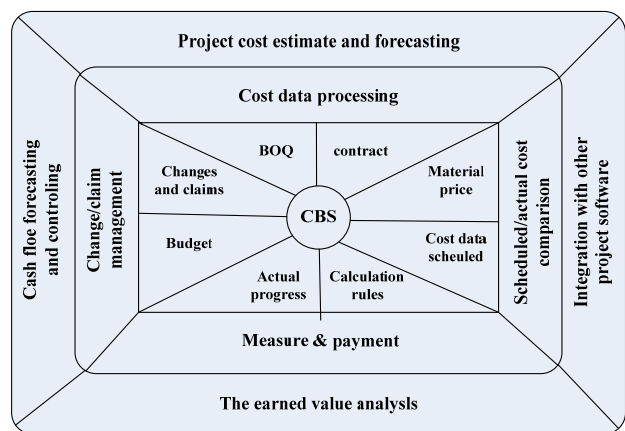 Project cost estimate and forecasting
Cost data processing
BOQ
contract
Changes
and claims
Material
price
CBS
Budget
Cost data
scheuled
Actual
progress
Calculation
rules
Cash floe forecasting
and controling
Change/claim
management
Scheduled/actual cost
comparison
Integration with other
project software
Measure & payment
The earned value analysis